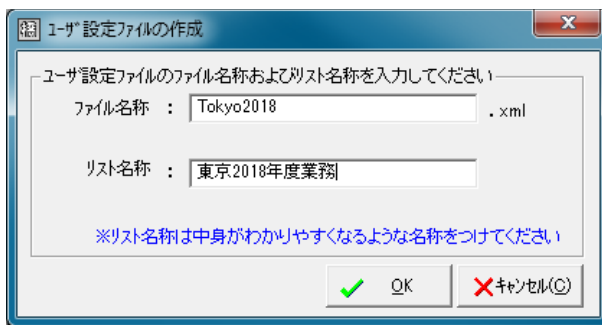 ユーザ設定ファイルの作成
ユーザ設定ファイルのファイル名称およびリスト名称を入力してください
ファイル名称 : Tokyo2018 .xml
リスト名称 : 東京2018年度業務
※リスト名称は中身がわかりやすくなるような名称をつけてください
OK キャンセル(C)